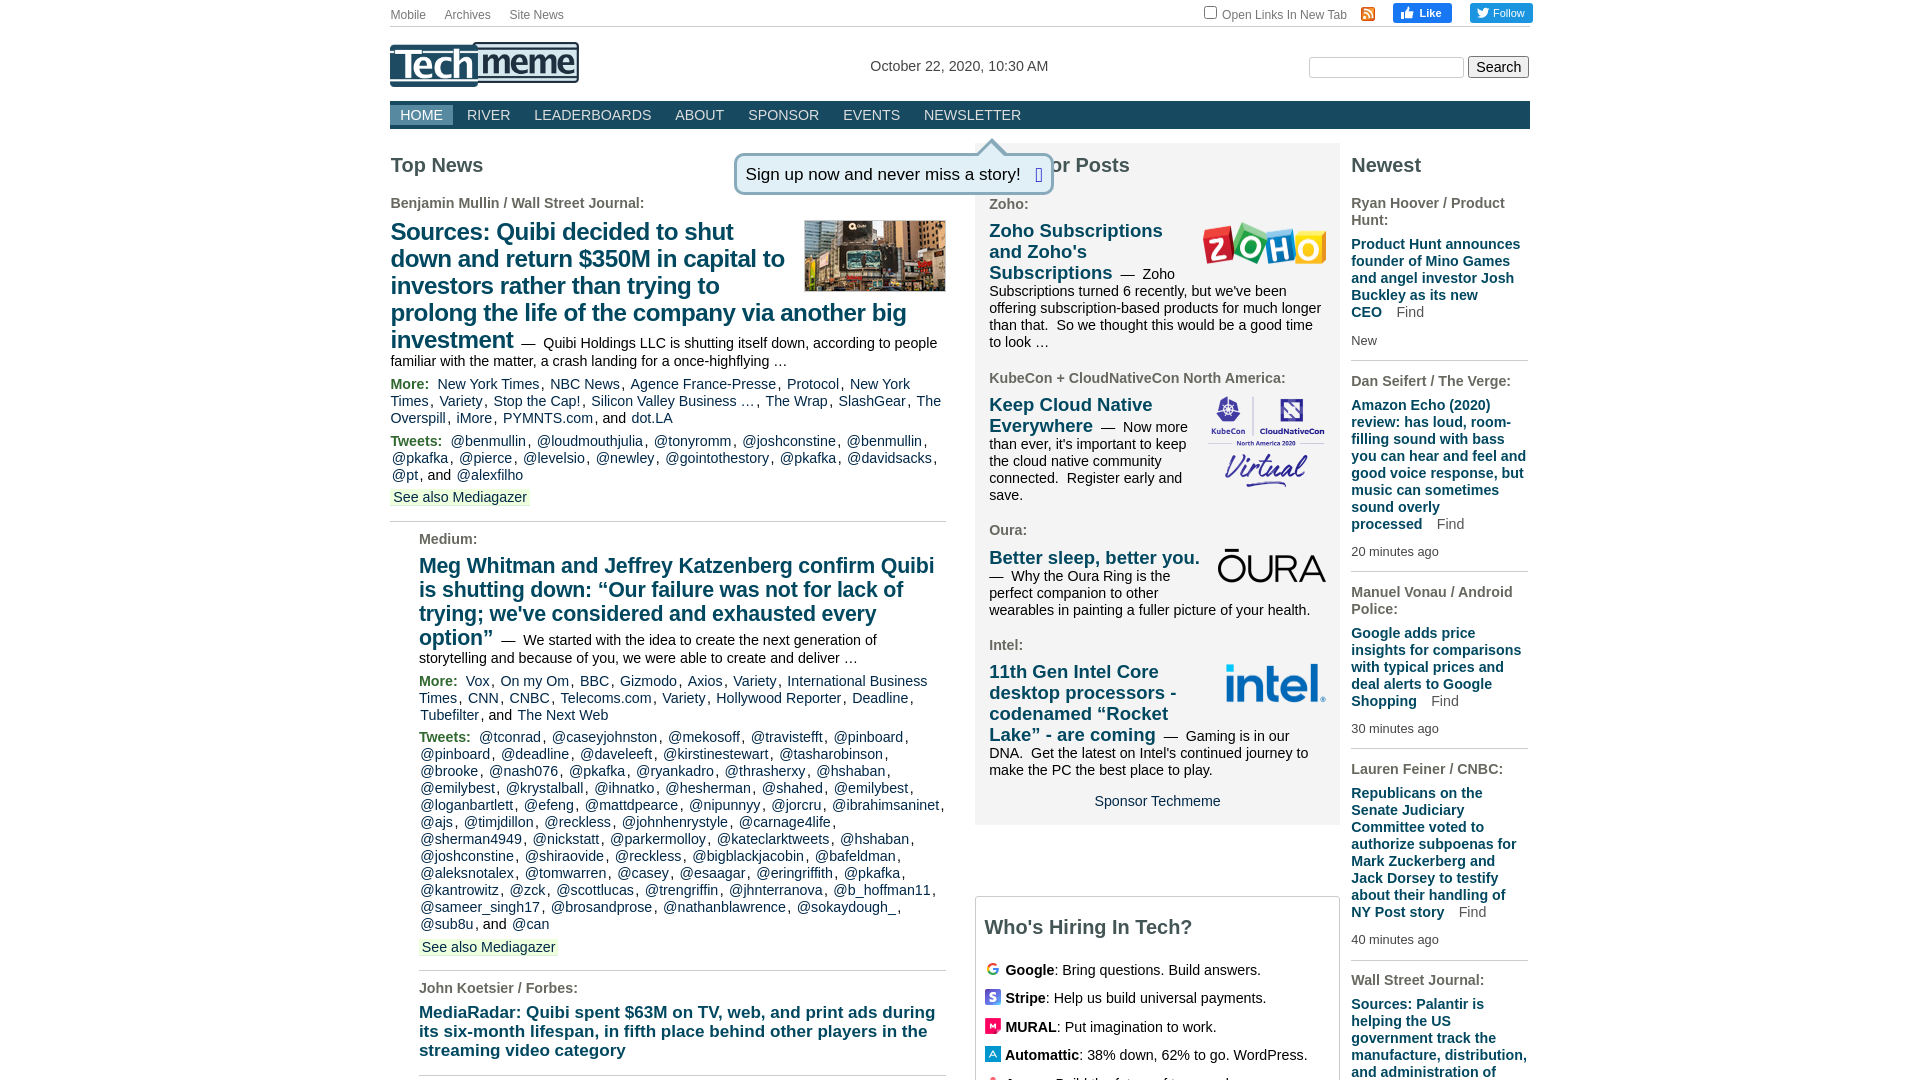 Mobile Archives Site News
Open Links In New Tab
Like
Follow
Techmeme
October 22, 2020, 10:30 AM
Search
HOME RIVER LEADERBOARDS ABOUT SPONSOR EVENTS NEWSLETTER
Sign up now and never miss a story!
Top News
Benjamin Mullin / Wall Street Journal:
Sources: Quibi decided to shut
down and return $350M in capital to
investors rather than trying to
prolong the life of the company via another big
investment — Quibi Holdings LLC is shutting itself down, according to people
familiar with the matter, a crash landing for a once-highflying …
More: New York Times, NBC News, Agence France-Presse, Protocol, New York
Times, Variety, Stop the Cap!, Silicon Valley Business …, The Wrap, SlashGear, The
Overspill, iMore, PYMNTS.com, and dot.LA
Tweets: @benmullin, @loudmouthjulia, @tonyromm, @joshconstine, @benmullin,
@pkafka, @pierce, @levelsio, @newley, @gointothestory, @pkafka, @davidsacks,
@pt, and @alexfilho
See also Mediagazer
Medium:
Meg Whitman and Jeffrey Katzenberg confirm Quibi
is shutting down: “Our failure was not for lack of
trying; we've considered and exhausted every
option” — We started with the idea to create the next generation of
storytelling and because of you, we were able to create and deliver …
More: Vox, On my Om, BBC, Gizmodo, Axios, Variety, International Business
Times, CNN, CNBC, Telecoms.com, Variety, Hollywood Reporter, Deadline,
Tubefilter, and The Next Web
Tweets: @tconrad, @caseyjohnston, @mekosoff, @travistefft, @pinboard,
@pinboard, @deadline, @daveleeft, @kirstinestewart, @tasharobinson,
@brooke, @nash076, @pkafka, @ryankadro, @thrasherxy, @hshaban,
@emilybest, @krystalball, @ihnatko, @hesherman, @shahed, @emilybest,
@loganbartlett, @efeng, @mattdpearce, @nipunnyy, @jorcru, @ibrahimsaninet,
@ajs, @timjdillon, @reckless, @johnhenrystyle, @carnage4life,
@sherman4949, @nickstatt, @parkermolloy, @kateclarktweets, @hshaban,
@joshconstine, @shiraovide, @reckless, @bigblackjacobin, @bafeldman,
@aleksnotalex, @tomwarren, @casey, @esaagar, @eringriffith, @pkafka,
@kantrowitz, @zck, @scottlucas, @trengriffin, @jhnterranova, @b_hoffman11,
@sameer_singh17, @brosandprose, @nathanblawrence, @sokaydough_,
@sub8u, and @can
See also Mediagazer
John Koetsier / Forbes:
MediaRadar: Quibi spent $63M on TV, web, and print ads during
its six-month lifespan, in fifth place behind other players in the
streaming video category
or Posts
Zoho:
ZOHO
Zoho Subscriptions
and Zoho's
Subscriptions — Zoho
Subscriptions turned 6 recently, but we've been
offering subscription-based products for much longer
than that. So we thought this would be a good time
to look …
KubeCon + CloudNativeCon North America:
KubeCon CloudNativeCon
North America 2020
Virtual
Keep Cloud Native
Everywhere — Now more
than ever, it's important to keep
the cloud native community
connected. Register early and
save.
Oura:
ŌURA
Better sleep, better you.
— Why the Oura Ring is the
perfect companion to other
wearables in painting a fuller picture of your health.
Intel:
intel®
11th Gen Intel Core
desktop processors -
codenamed “Rocket
Lake” - are coming — Gaming is in our
DNA. Get the latest on Intel's continued journey to
make the PC the best place to play.
Sponsor Techmeme
Who's Hiring In Tech?
Google: Bring questions. Build answers.
Stripe: Help us build universal payments.
MURAL: Put imagination to work.
Automattic: 38% down, 62% to go. WordPress.
Newest
Ryan Hoover / Product
Hunt:
Product Hunt announces
founder of Mino Games
and angel investor Josh
Buckley as its new
CEO Find
New
Dan Seifert / The Verge:
Amazon Echo (2020)
review: has loud, room-
filling sound with bass
you can hear and feel and
good voice response, but
music can sometimes
sound overly
processed Find
20 minutes ago
Manuel Vonau / Android
Police:
Google adds price
insights for comparisons
with typical prices and
deal alerts to Google
Shopping Find
30 minutes ago
Lauren Feiner / CNBC:
Republicans on the
Senate Judiciary
Committee voted to
authorize subpoenas for
Mark Zuckerberg and
Jack Dorsey to testify
about their handling of
NY Post story Find
40 minutes ago
Wall Street Journal:
Sources: Palantir is
helping the US
government track the
manufacture, distribution,
and administration of